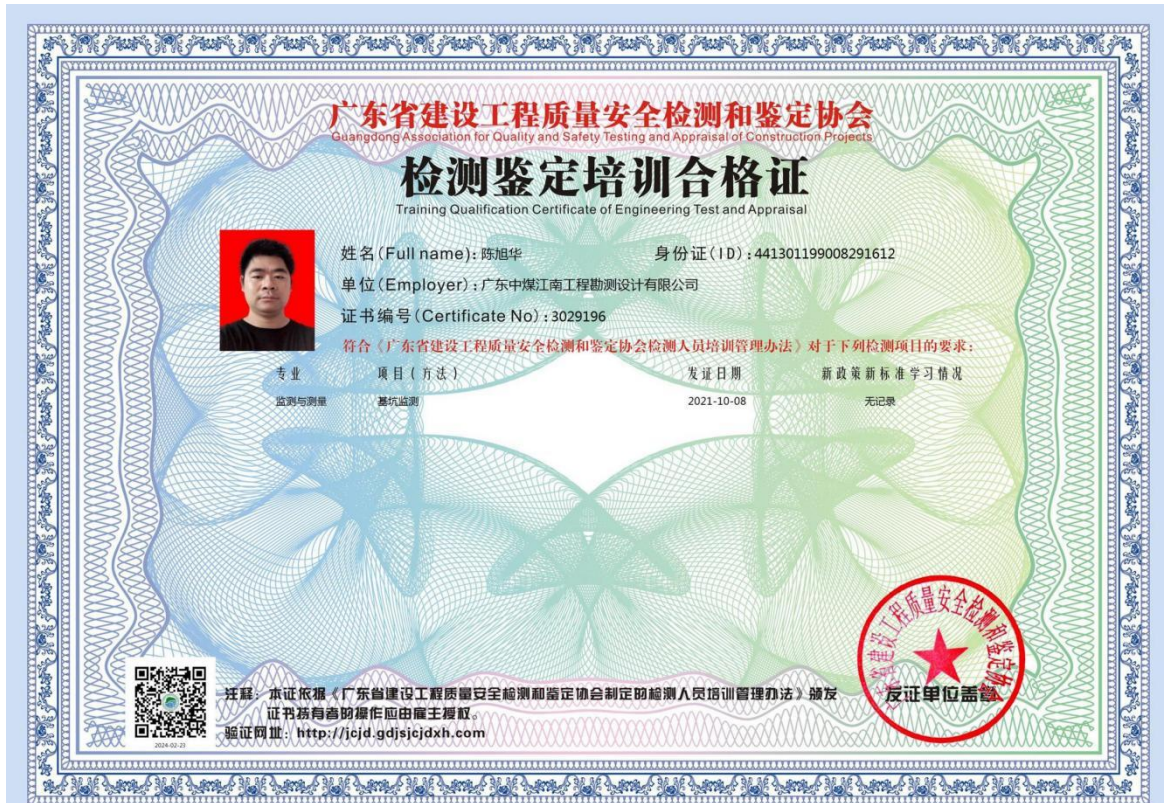 广东省建设工程质量安全检测和鉴定协会
Guangdong Association for Quality and Safety Testing and Appraisal of Construction Projects
检测鉴定培训合格证
Training Qualification Certificate of Engineering Test and Appraisal
姓名(Full name)：陈旭华 身份证(ID)：441301199008291612
单位(Employer)：广东中煤江南工程勘测设计有限公司
证书编号(Certificate No)：3029196
符合《广东省建设工程质量安全检测和鉴定协会检测人员培训管理办法》对于下列检测项目的要求：
专业 项目（方法） 发证日期 新政策新标准学习情况
监测与测量 基坑监测 2021-10-08 无记录
广东省建设工程质量安全检测和鉴定协会
发证单位盖章
注释：本证依据《广东省建设工程质量安全检测和鉴定协会制定的检测人员培训管理办法》颁发
证书持有者的操作应由雇主授权。
验证网址：http://jcjd.gdjsjcjdxh.com
2024-02-23